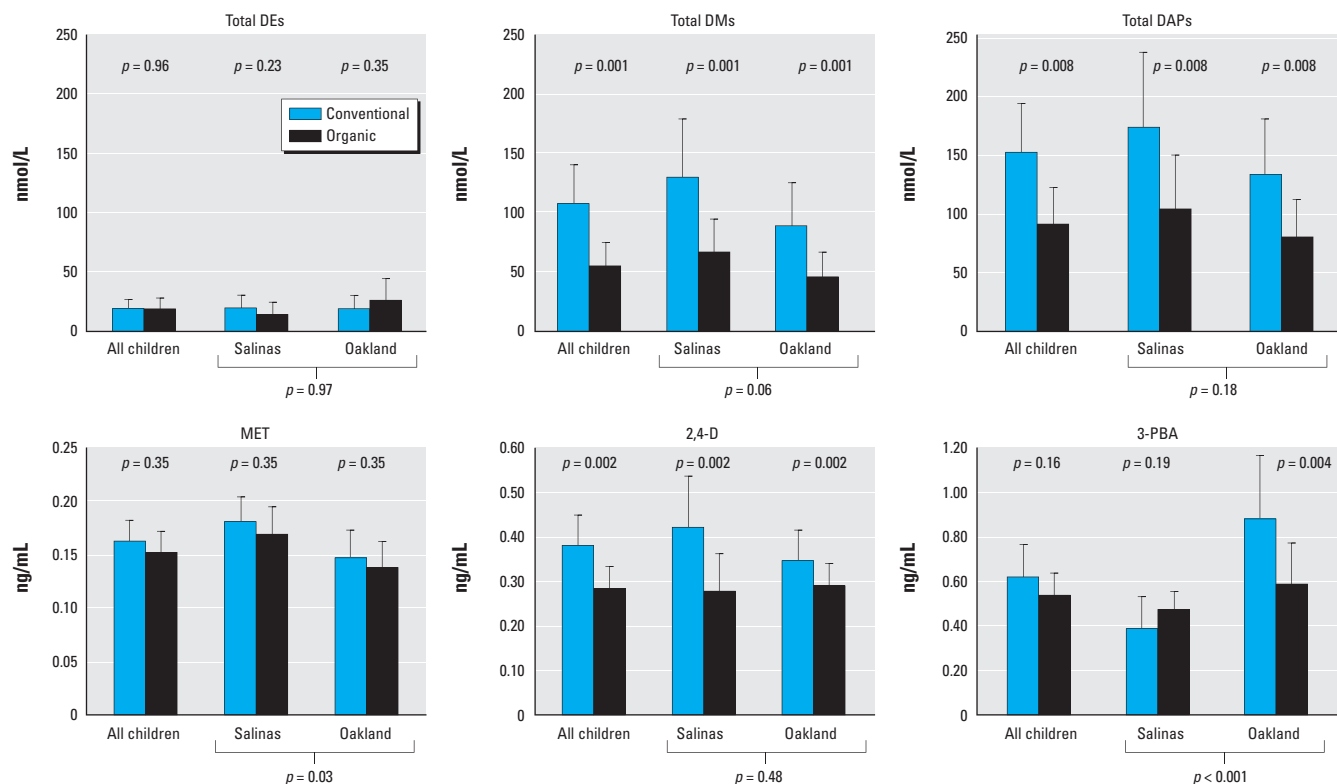 Total DEs
250
200
150
100
50
0
nmol/L
p = 0.96 p = 0.23 p = 0.35
Conventional
Organic
All children Salinas Oakland
p = 0.97
Total DMs
250
200
150
100
50
0
nmol/L
p = 0.001 p = 0.001 p = 0.001
All children Salinas Oakland
p = 0.06
Total DAPs
250
200
150
100
50
0
nmol/L
p = 0.008 p = 0.008 p = 0.008
All children Salinas Oakland
p = 0.18
MET
0.25
0.20
0.15
0.10
0.05
0
ng/mL
p = 0.35 p = 0.35 p = 0.35
All children Salinas Oakland
p = 0.03
2,4-D
0.60
0.50
0.40
0.30
0.20
0.10
0
ng/mL
p = 0.002 p = 0.002 p = 0.002
All children Salinas Oakland
p = 0.48
3-PBA
1.20
1.00
0.80
0.60
0.40
0.20
0
ng/mL
p = 0.16 p = 0.19 p = 0.004
All children Salinas Oakland
p < 0.001